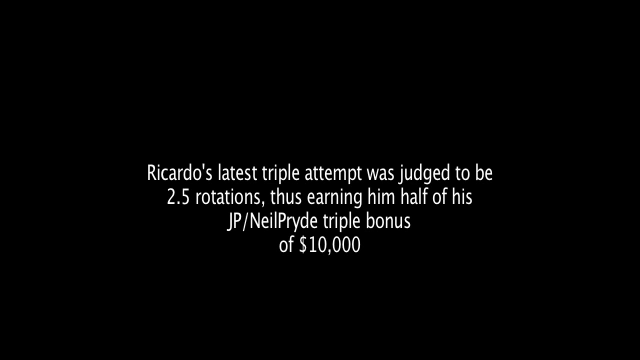 Ricardo's latest triple attempt was judged to be
2.5 rotations, thus earning him half of his
JP/NeilPryde triple bonus
of $10,000